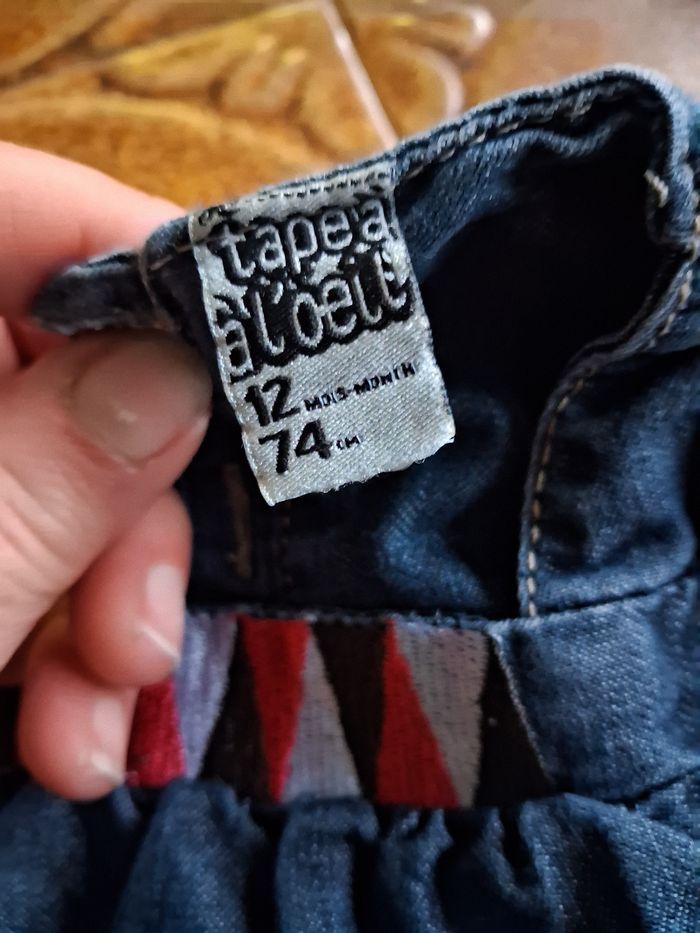 tape à
à l'oeil
12 MOIS-MONTH
74 CM